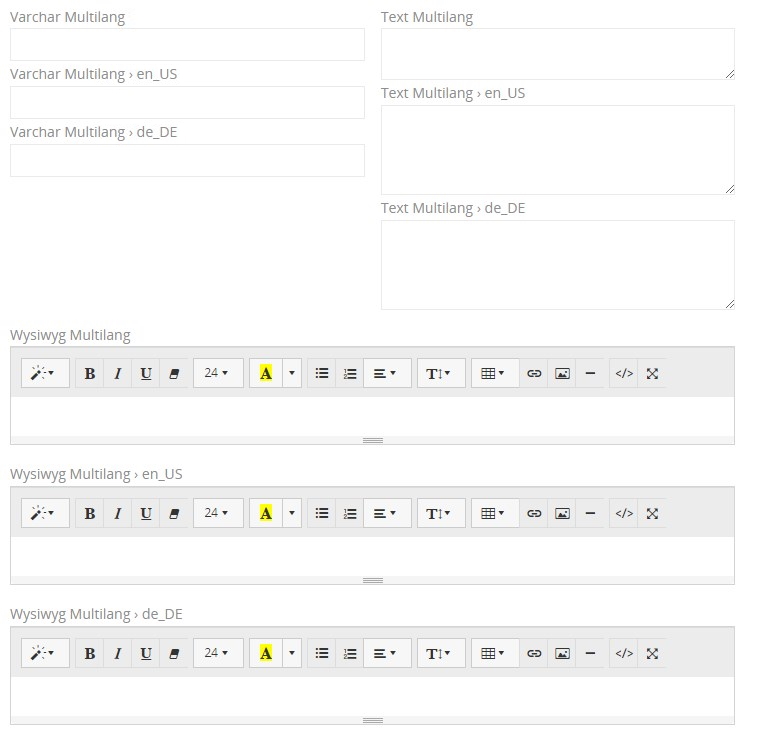 Varchar Multilang
Varchar Multilang › en_US
Varchar Multilang › de_DE
Text Multilang
Text Multilang › en_US
Text Multilang › de_DE
Wysiwyg Multilang
B I U 24 A T! </>
Wysiwyg Multilang › en_US
B I U 24 A T! </>
Wysiwyg Multilang › de_DE
B I U 24 A T! </>